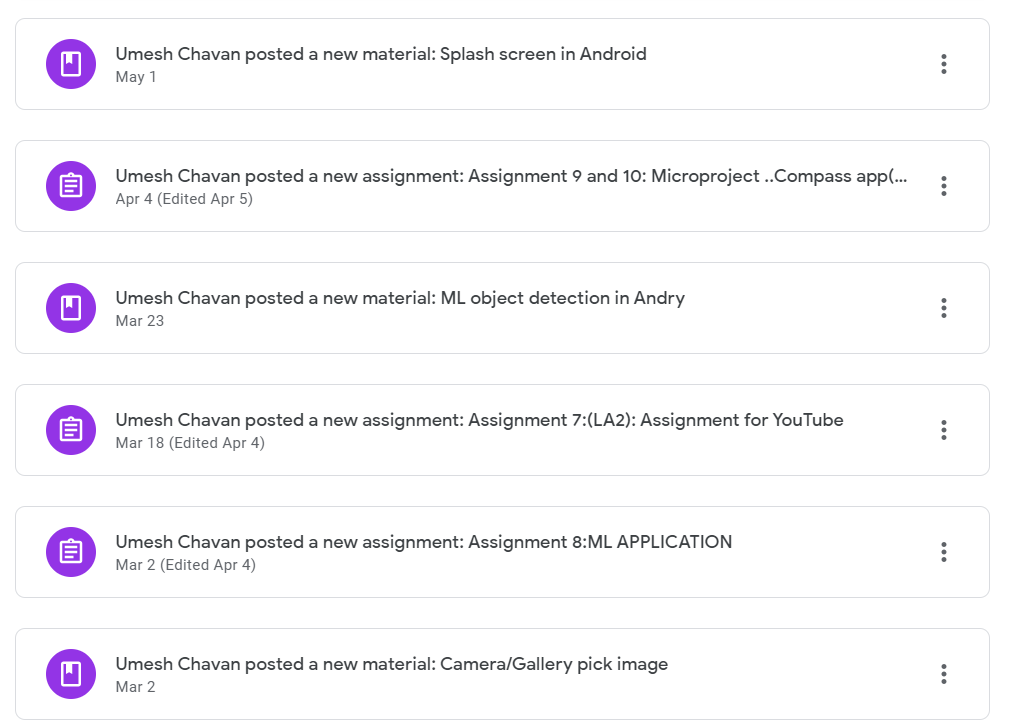 Umesh Chavan posted a new material: Splash screen in Android
May 1
Umesh Chavan posted a new assignment: Assignment 9 and 10: Microproject ..Compass app(...
Apr 4 (Edited Apr 5)
Umesh Chavan posted a new material: ML object detection in Andry
Mar 23
Umesh Chavan posted a new assignment: Assignment 7:(LA2): Assignment for YouTube
Mar 18 (Edited Apr 4)
Umesh Chavan posted a new assignment: Assignment 8:ML APPLICATION
Mar 2 (Edited Apr 4)
Umesh Chavan posted a new material: Camera/Gallery pick image
Mar 2